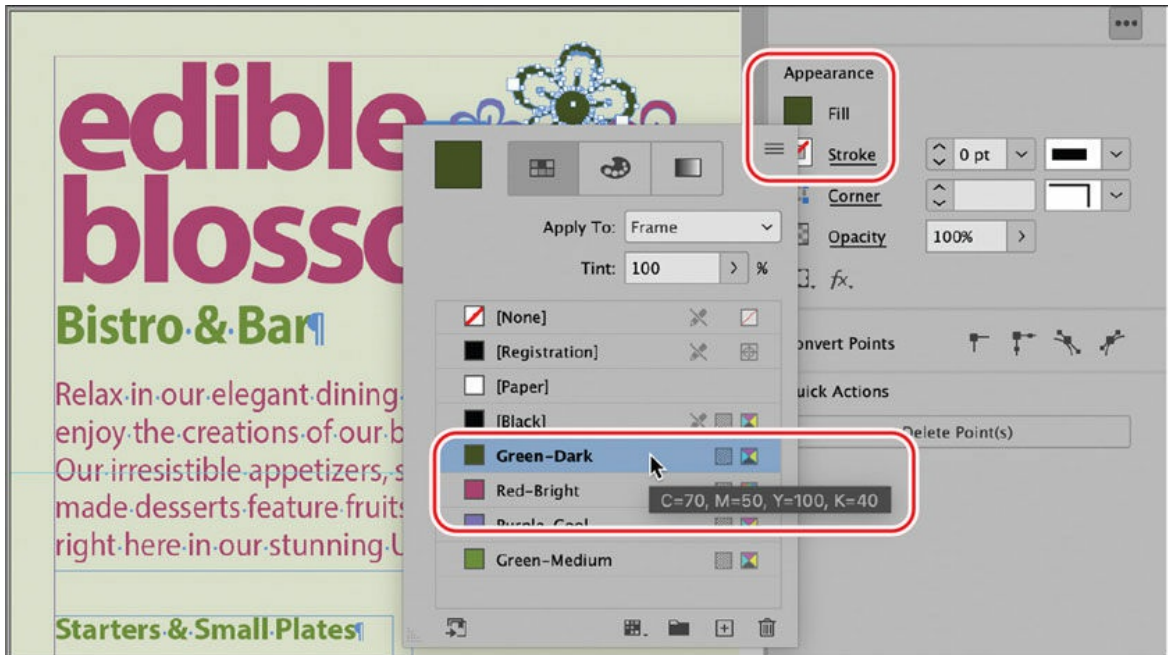 edible
blosso
Bistro & Bar¶
Relax in our elegant dining
enjoy the creations of our b
Our irresistible appetizers, s
made desserts feature fruits
right here in our stunning U
Starters & Small Plates¶
Apply To: Frame
Tint: 100 > %
[None]
[Registration]
[Paper]
[Black]
Green-Dark
Red-Bright
C=70, M=50, Y=100, K=40
Purple-Cool
Green-Medium
Appearance
Fill
Stroke 0 pt
Corner
Opacity 100% >
fx.
onvert Points
uick Actions
Delete Point(s)